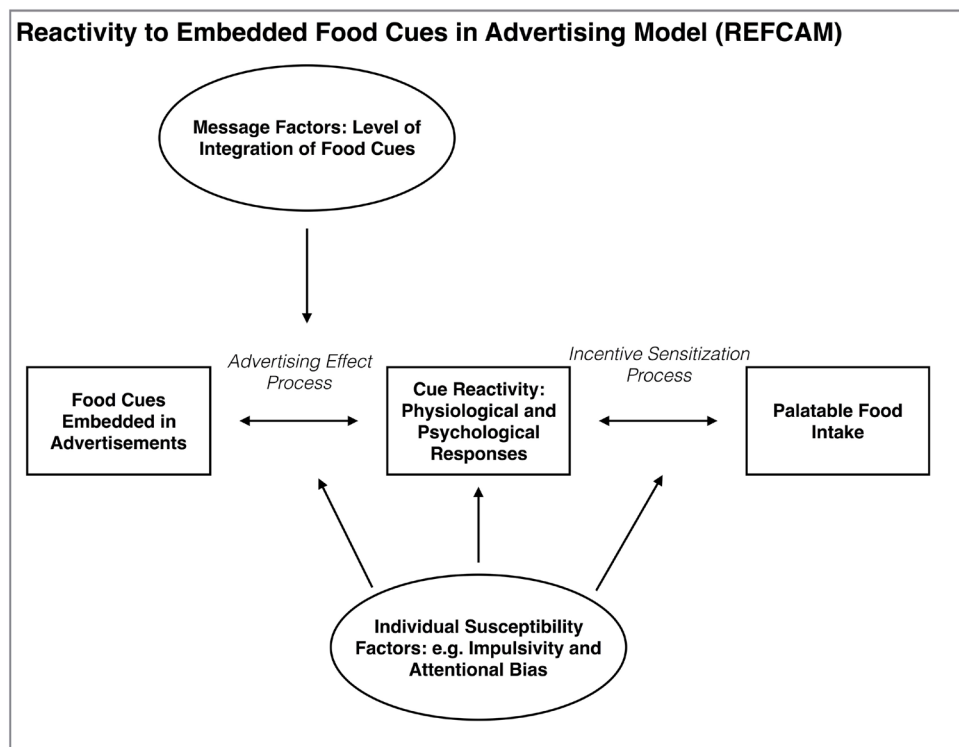 Reactivity to Embedded Food Cues in Advertising Model (REFCAM)
Message Factors: Level of
Integration of Food Cues
Advertising Effect
Process
Incentive Sensitization
Process
Food Cues
Embedded in
Advertisements
Cue Reactivity:
Physiological and
Psychological
Responses
Palatable Food
Intake
Individual Susceptibility
Factors: e.g. Impulsivity and
Attentional Bias